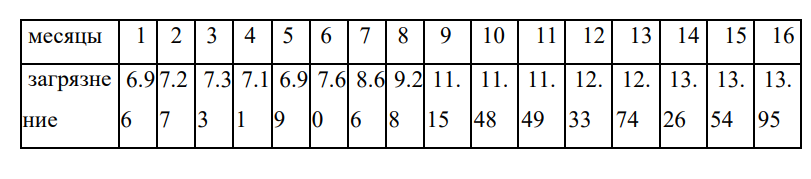 месяцы 1 2 3 4 5 6 7 8 9 10 11 12 13 14 15 16
загрязне 6.9 7.2 7.3 7.1 6.9 7.6 8.6 9.2 11. 11. 11. 12. 12. 13. 13. 13.
ние 6 7 3 1 9 0 6 8 15 48 49 33 74 26 54 95